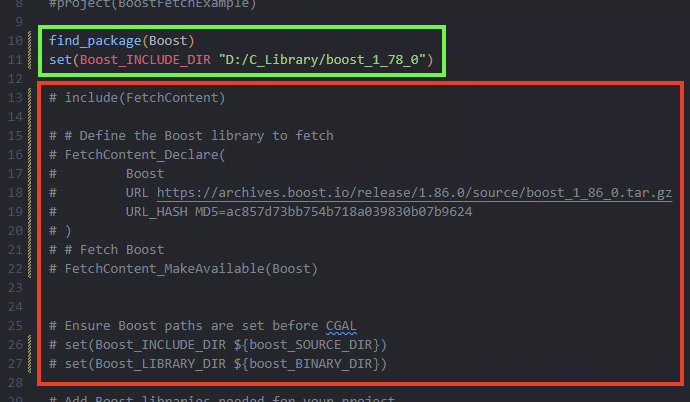 8 #project(BoostFetchExample)
9
10 find_package(Boost)
11 set(Boost_INCLUDE_DIR "D:/C_Library/boost_1_78_0")
12
13 # include(FetchContent)
14
15 # # Define the Boost library to fetch
16 # FetchContent_Declare(
17 # Boost
18 # URL https://archives.boost.io/release/1.86.0/source/boost_1_86_0.tar.gz
19 # URL_HASH MD5=ac857d73bb754b718a039830b07b9624
20 # )
21 # # Fetch Boost
22 # FetchContent_MakeAvailable(Boost)
23
24
25 # Ensure Boost paths are set before CGAL
26 # set(Boost_INCLUDE_DIR ${boost_SOURCE_DIR})
27 # set(Boost_LIBRARY_DIR ${boost_BINARY_DIR})
28
29 # Add Boost libraries needed for your project